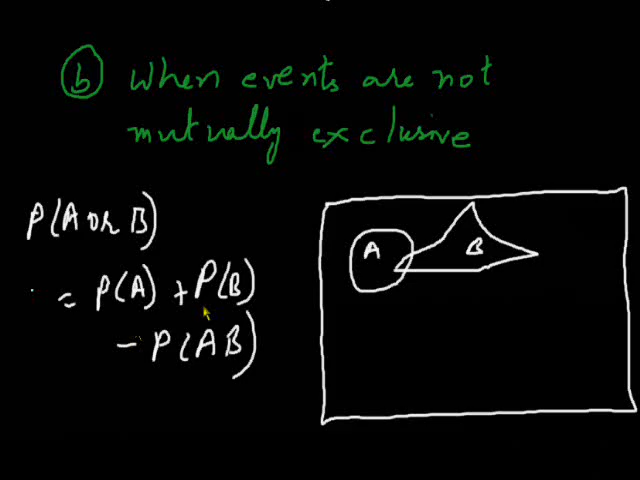 b When events are not
mutually exclusive
P(A or B)
= P(A) + P(B)
- P(AB)
A
B